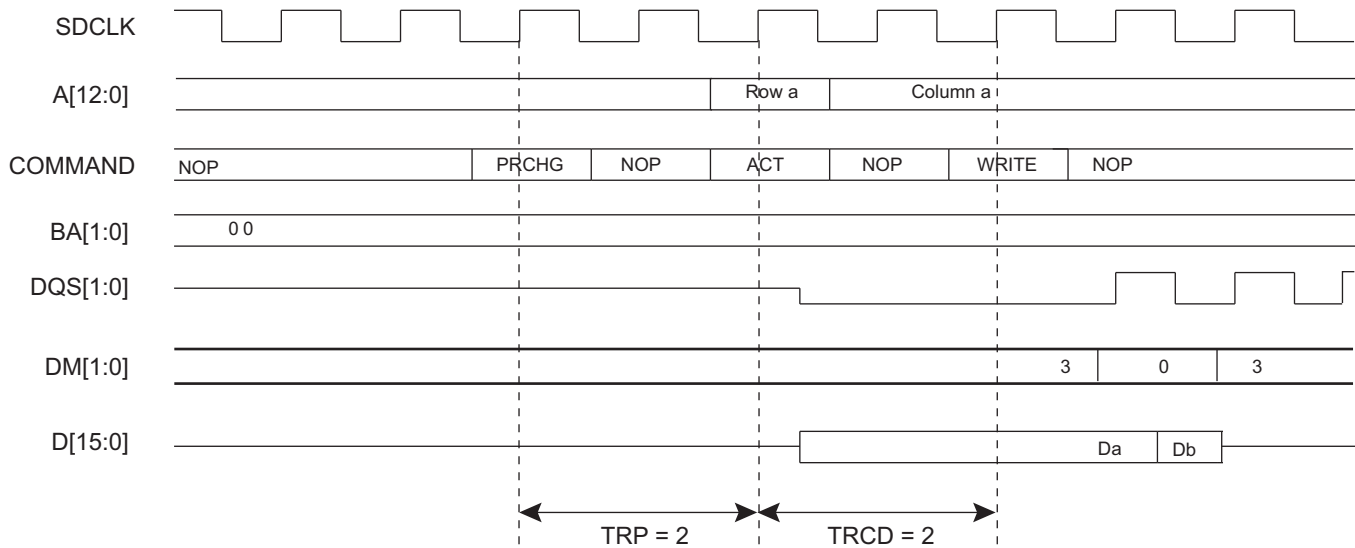 SDCLK
A[12:0] Row a Column a
COMMAND NOP PRCHG NOP ACT NOP WRITE NOP
BA[1:0] 0 0
DQS[1:0]
DM[1:0] 3 0 3
D[15:0] Da Db
TRP = 2 TRCD = 2